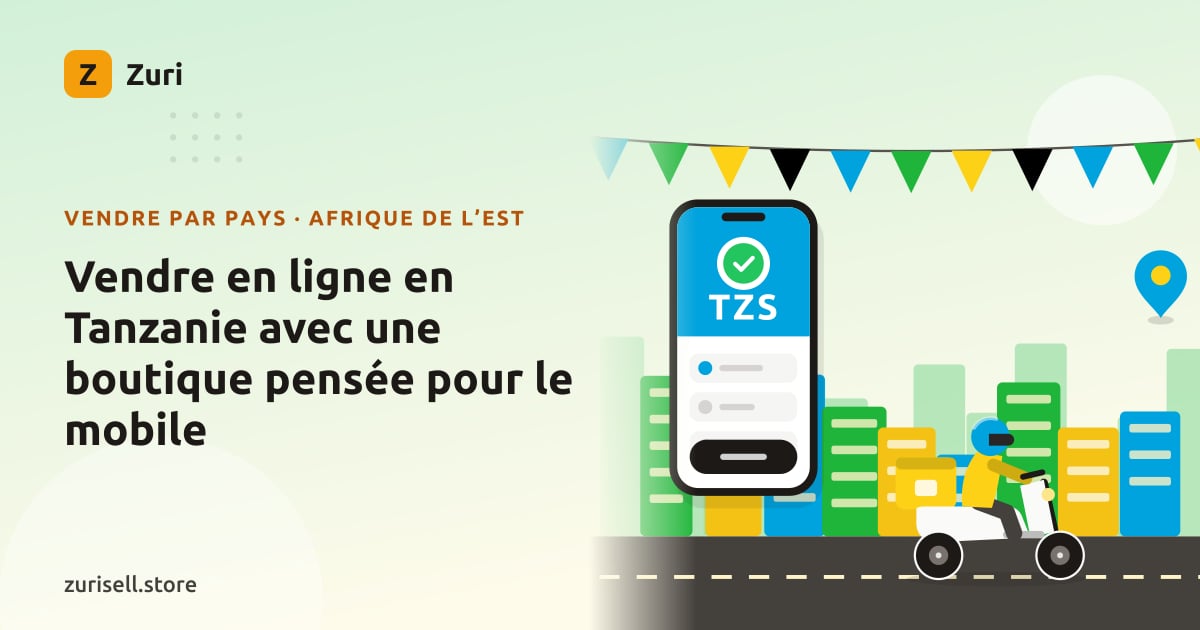 Z Zuri
VENDRE PAR PAYS · AFRIQUE DE L’EST
Vendre en ligne en
Tanzanie avec une
boutique pensée pour le
mobile
TZS
zurisell.store